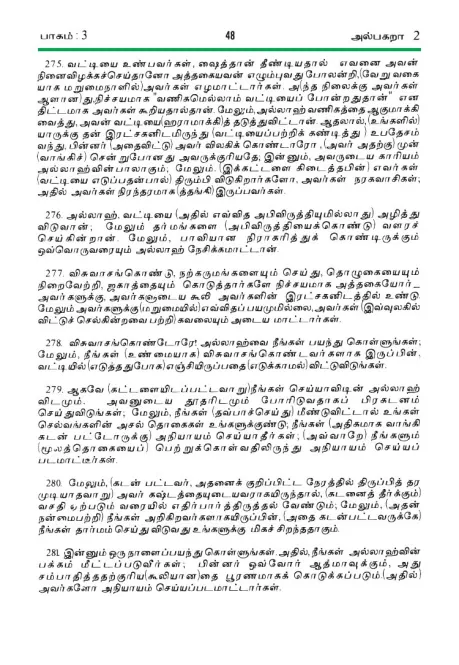 பாகம் : 3 48 அல்பகறா 2
275. வட்டியை உண்பவர்கள், ஷைத்தான் தீண்டியதால் எவனை அவன்
நினைவிழக்கச்செய்தானோ அத்தகையவன் எழும்புவது போலன்றி,(வேறு வகை
யாக மறுமைநாளில்)அவர்கள் எழமாட்டார்கள். அ(ந்த நிலைக்கு அவர்கள்
ஆளான)து,நிச்சயமாக "வணிகமெல்லாம் வட்டியைப் போன்றதுதான்" என
திட்டமாக அவர்கள் கூறியதால்தான். மேலும்,அல்லாஹ் வணிகத்தை ஆகுமாக்கி
வைத்து, அவன் வட்டியை(ஹராமாக்கி)த் தடுத்துவிட்டான். ஆதலால்,(உங்களில்)
யாருக்கு தன் இரட்சகனிடமிருந்து (வட்டியைப்பற்றிக் கண்டித்து ) உபதேசம்
வந்து, பின்னர் (அதைவிட்டு)அவர் விலகிக் கொண்டாரோ , (அவர் அதற்கு)முன்
(வாங்கிச்) சென்றுபோனது அவருக்குரியதே; இன்னும், அவருடைய காரியம்
அல்லாஹ்வின்பாலாகும்; மேலும். (இக்கட்டளை கிடைத்தபின்) எவர்கள்
(வட்டியை எடுப்பதன்பால்) திரும்பி விடுகிறார்களோ, அவர்கள் நரகவாசிகள்;
அதில் அவர்கள் நிரந்தரமாக(த்தங்கி)இருப்பவர்கள்.
276. அல்லாஹ், வட்டியை (அதில் எவ்வித அபிவிருத்தியுமில்லாது) அழித்து
விடுவான்; மேலும் தர்மங்களை (அபிவிருத்தியைக்கொண்டு) வளரச்
செய்கின்றான். மேலும், பாவியான நிராகரித்துக் கொண்டிருக்கும்
ஒவ்வொருவரையும் அல்லாஹ் நேசிக்கமாட்டான்.
277. விசுவாசங்கொண்டு, நற்கருமங்களையும் செய்து, தொழுகையையும்
நிறைவேற்றி, ஜகாத்தையும் கொடுத்தார்களே நிச்சயமாக அத்தகையோர் _
அவர்களுக்கு, அவர்களுடைய கூலி அவர்களின் இரட்சகனிடத்தில் உண்டு.
மேலும் அவர்களுக்கு(மறுமையில்)எவ்விதப் பயமுமில்லை,அவர்கள் (இவ்வுலகில்
விட்டுச் செல்கின்றவை பற்றி)கவலையும் அடைய மாட்டார்கள்.
278. விசுவாசங்கொண்டோரே! அல்லாஹ்வை நீங்கள் பயந்து கொள்ளுங்கள்;
மேலும், நீங்கள் (உண்மையாக) விசுவாசங்கொண்டவர்களாக இருப்பின்,
வட்டியில்(எடுத்ததுபோக)எஞ்சியிருப்பதை(எடுக்காமல்) விட்டுவிடுங்கள்.
279. ஆகவே (கட்டளையிடப்பட்டவாறு)நீங்கள் செய்யாவிடின் அல்லாஹ்
விடமும். அவனுடைய தூதரிடமும் போரிடுவதாகப் பிரகடனம்
செய்துவிடுங்கள்; மேலும், நீங்கள் (தவ்பாச்செய்து) மீண்டுவிட்டால் உங்கள்
செல்வங்களின் அசல் தொகைகள் உங்களுக்குண்டு; நீங்கள் (அதிகமாக வாங்கி
கடன் பட்டோருக்கு) அநியாயம் செய்யாதீர்கள்; (அவ்வாறே) நீங்களும்
(மூலத்தொகையைப்) பெற்றுக்கொள்வதிலிருந்து அநியாயம் செய்யப்
படமாட்டீர்கள்.
280. மேலும், (கடன் பட்டவர், அதனைக் குறிப்பிட்ட நேரத்தில் திருப்பித் தர
முடியாதவாறு) அவர் கஷ்டத்தையுடையவராகயிருந்தால், (கடனைத் தீர்க்கும்)
வசதி ஏற்படும் வரையில் எதிர்பார்த்திருத்தல் வேண்டும்; மேலும், (அதன்
நன்மைபற்றி) நீங்கள் அறிகிறவர்களாகயிருப்பின், (அதை கடன்பட்டவருக்கே)
நீங்கள் தர்மம் செய்துவிடுவது உங்களுக்கு மிகச் சிறந்ததாகும்.
281. இன்னும் ஒரு நாளைப்பயந்து கொள்ளுங்கள். அதில், நீங்கள் அல்லாஹ்வின்
பக்கம் மீட்டப்படுவீர்கள்; பின்னர் ஒவ்வோர் ஆத்மாவுக்கும், அது
சம்பாதித்ததற்குரிய(கூலியான)தை பூரணமாகக் கொடுக்கப்படும்.(அதில்)
அவர்களோ அநியாயம் செய்யப்படமாட்டார்கள்.